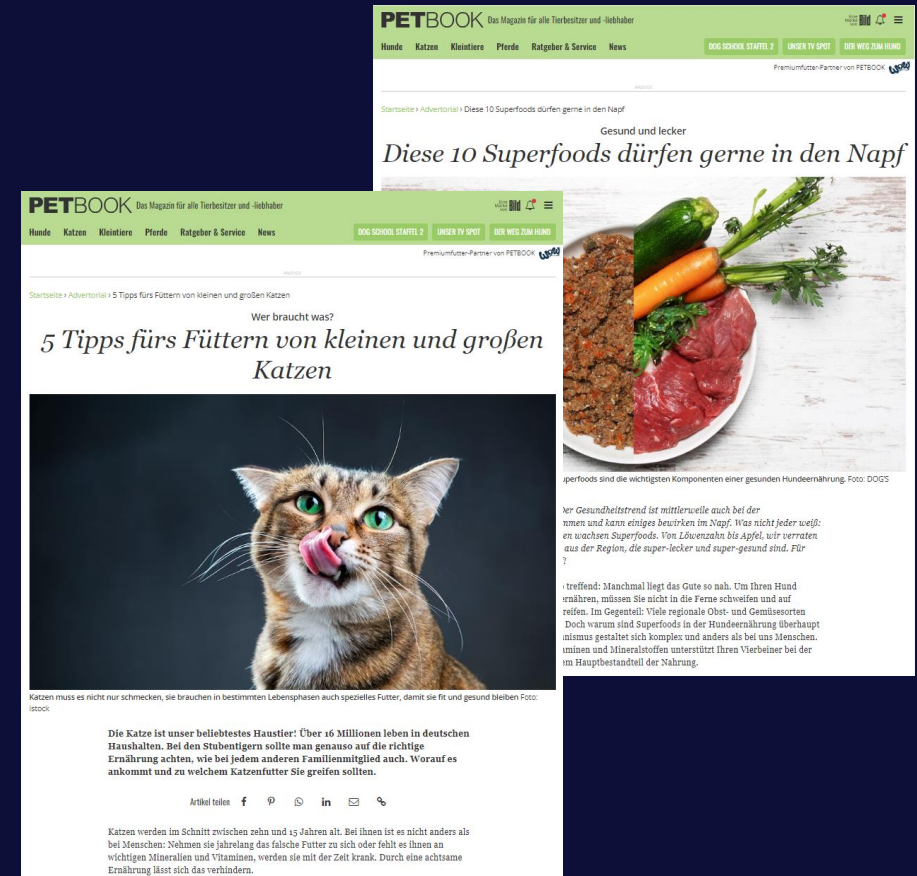 PETBOOK Das Magazin für alle Tierbesitzer und -liebhaber
Bild
Hunde Katzen Kleintiere Pferde Ratgeber & Service News
DOG SCHOOL STAFFEL 2 UNSER TV SPOT DER WEG ZUM HUND
Premiumfutter-Partner von PETBOOK
ANZEIGE
Startseite › Advertorial › Diese 10 Superfoods dürfen gerne in den Napf
Gesund und lecker
Diese 10 Superfoods dürfen gerne in den Napf
sind die wichtigsten Komponenten einer gesunden Hundeernährung. Foto: DOG'S
Der Gesundheitstrend ist mittlerweile auch bei der
und kann einiges bewirken im Napf. Was nicht jeder weiß:
wachsen Superfoods. Von Löwenzahn bis Apfel, wir verraten
aus der Region, die super-lecker und super-gesund sind. Für
?
treffend: Manchmal liegt das Gute so nah. Um Ihren Hund
müssen Sie nicht in die Ferne schweifen und auf
Im Gegenteil: Viele regionale Obst- und Gemüsesorten
Doch warum sind Superfoods in der Hundeernährung überhaupt
gestaltet sich komplex und anders als bei uns Menschen.
und Mineralstoffen unterstützt Ihren Vierbeiner bei der
Hauptbestandteil der Nahrung.
PETBOOK Das Magazin für alle Tierbesitzer und -liebhaber
Bild
Hunde Katzen Kleintiere Pferde Ratgeber & Service News
DOG SCHOOL STAFFEL 2 UNSER TV SPOT DER WEG ZUM HUND
Premiumfutter-Partner von PETBOOK
ANZEIGE
Startseite › Advertorial › 5 Tipps fürs Füttern von kleinen und großen Katzen
Wer braucht was?
5 Tipps fürs Füttern von kleinen und großen
Katzen
Katzen muss es nicht nur schmecken, sie brauchen in bestimmten Lebensphasen auch spezielles Futter, damit sie fit und gesund bleiben Foto:
istock
Die Katze ist unser beliebtestes Haustier! Über 16 Millionen leben in deutschen
Haushalten. Bei den Stubentigern sollte man genauso auf die richtige
Ernährung achten, wie bei jedem anderen Familienmitglied auch. Worauf es
ankommt und zu welchem Katzenfutter Sie greifen sollten.
Artikel teilen
Katzen werden im Schnitt zwischen zehn und 15 Jahren alt. Bei ihnen ist es nicht anders als
bei Menschen: Nehmen sie jahrelang das falsche Futter zu sich oder fehlt es ihnen an
wichtigen Mineralien und Vitaminen, werden sie mit der Zeit krank. Durch eine achtsame
Ernährung lässt sich das verhindern.